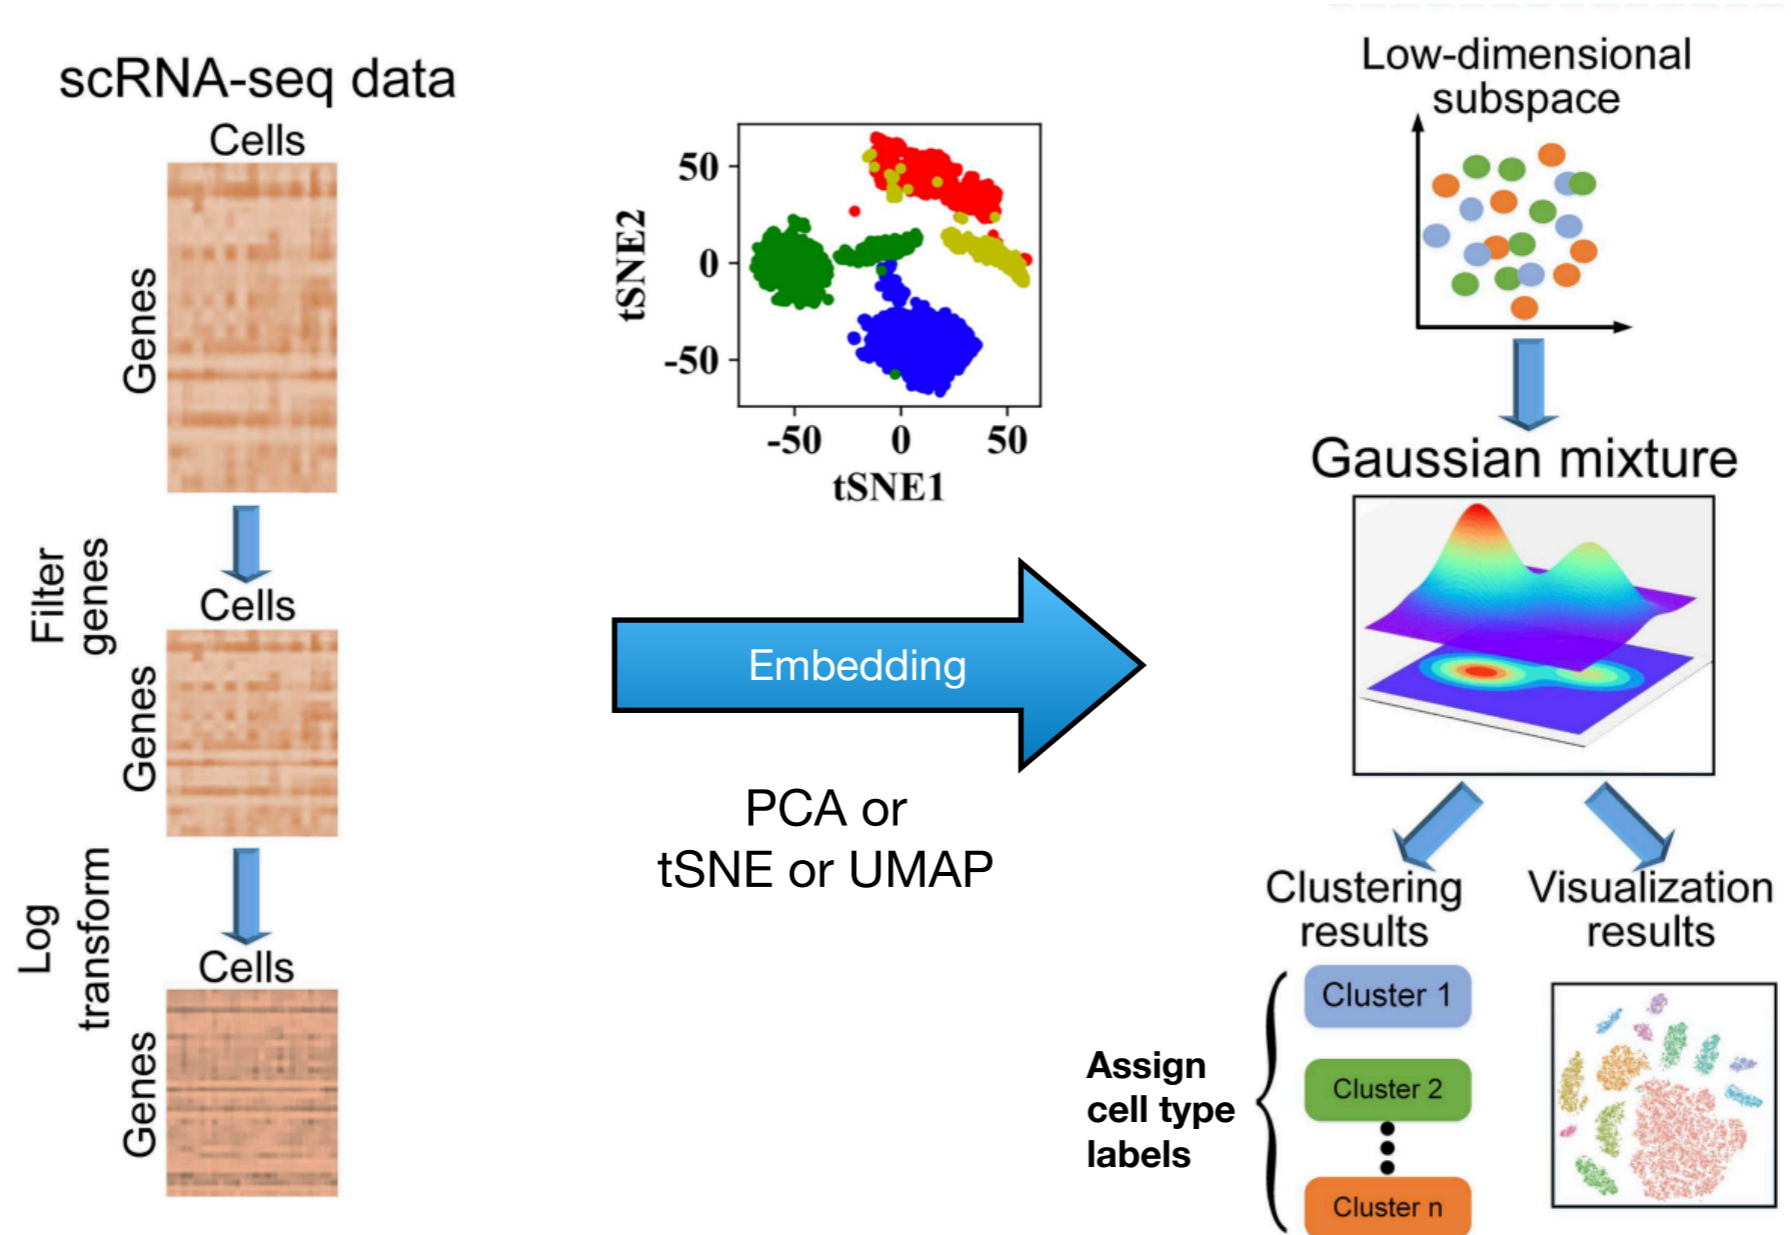 scRNA-seq data
Cells
Genes
Filter
genes
Cells
Genes
Log
transform
Cells
Genes
tSNE2
50
0
-50
-50
0
50
tSNE1
Embedding
PCA or
tSNE or UMAP
Low-dimensional
subspace
Gaussian mixture
Clustering
results
Visualization
results
Assign
cell type
labels
Cluster 1
Cluster 2
Cluster n